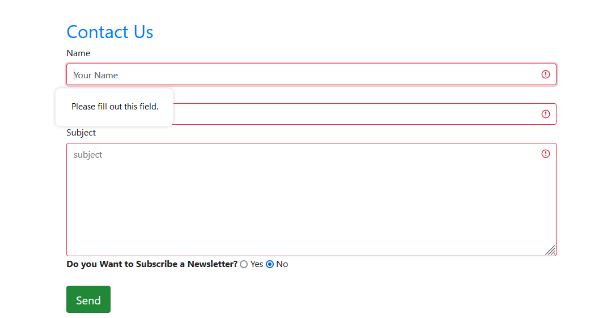 Contact Us
Name
Your Name
Please fill out this field.
Subject
subject
Do you Want to Subscribe a Newsletter? Yes No
Send